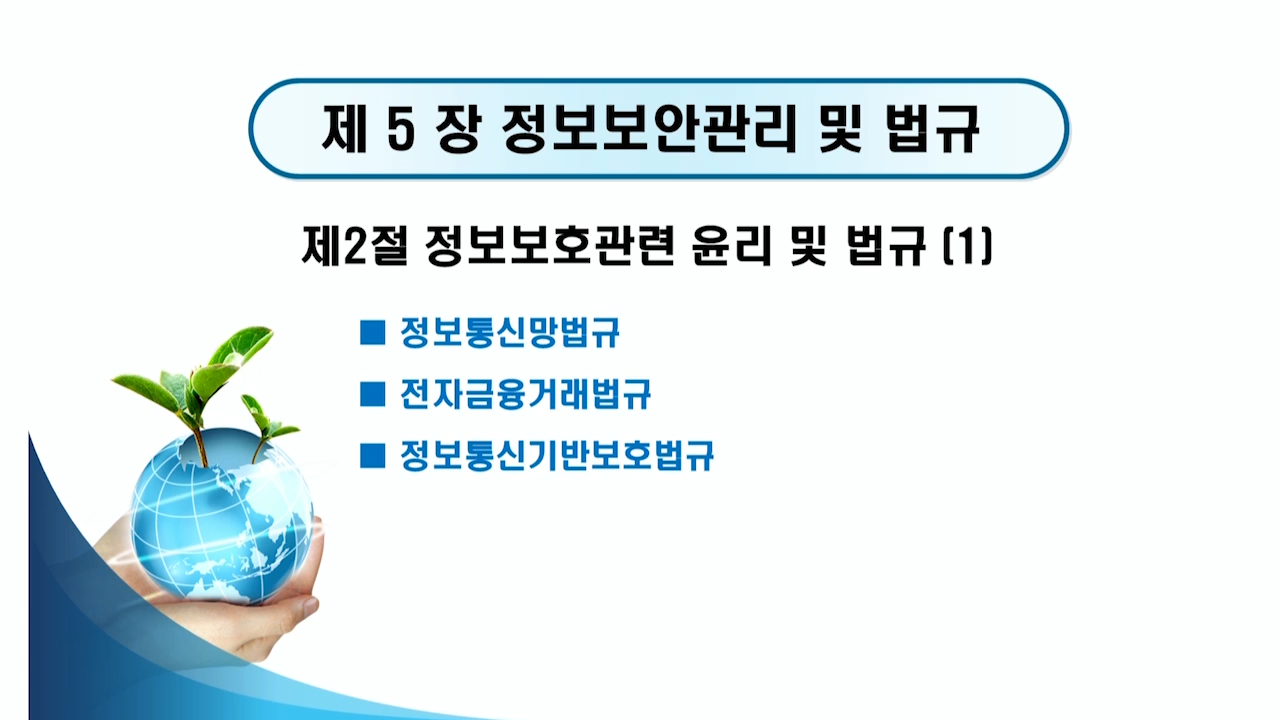 제 5 장 정보보안관리 및 법규
제2절 정보보호관련 윤리 및 법규 (1)
■ 정보통신망법규
■ 전자금융거래법규
■ 정보통신기반보호법규